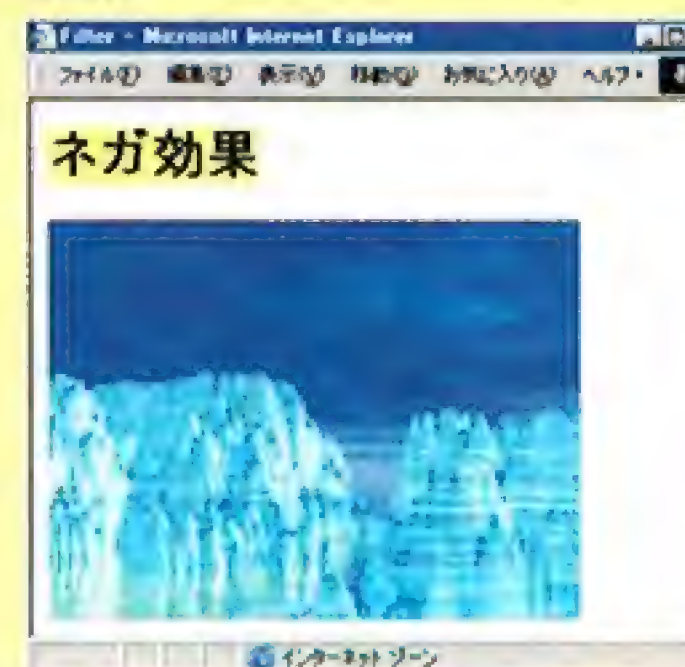 Filter - Microsoft Internet Explorer
ファイル(F) 編集(E) 表示(V) 移動(G) お気に入り(A) ヘルプ
ネガ効果
インターネット ゾーン